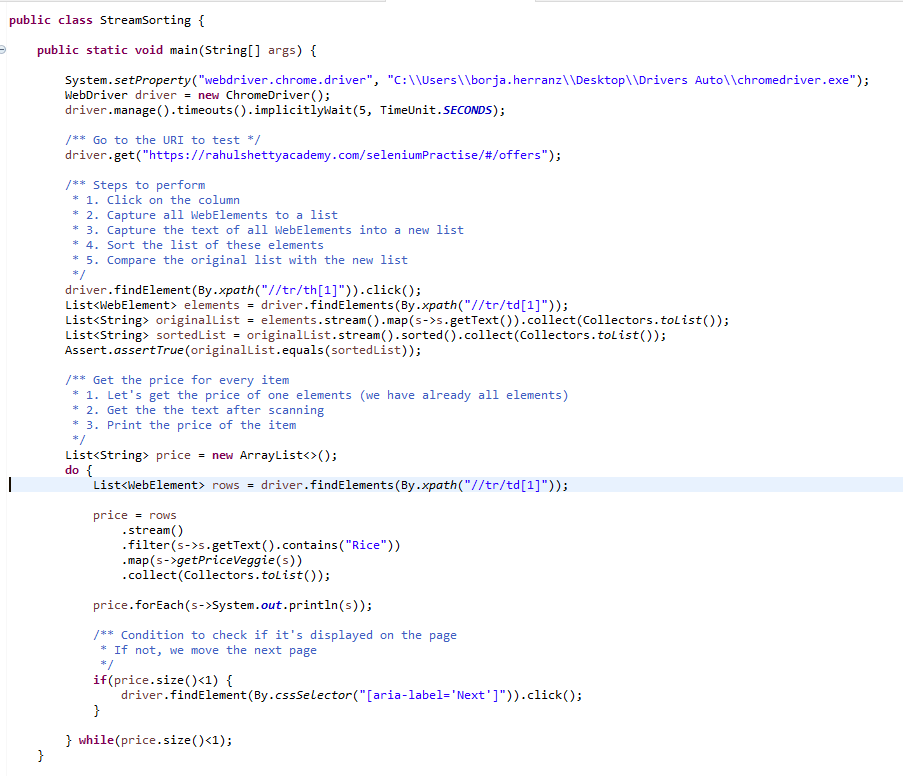 public class StreamSorting {
public static void main(String[] args) {
System.setProperty("webdriver.chrome.driver", "C:\\Users\\borja.herranz\\Desktop\\Drivers Auto\\chromedriver.exe");
WebDriver driver = new ChromeDriver();
driver.manage().timeouts().implicitlyWait(5, TimeUnit.SECONDS);
/** Go to the URI to test */
driver.get("https://rahulshettyacademy.com/seleniumPractise/#/offers");
/** Steps to perform
* 1. Click on the column
* 2. Capture all WebElements to a list
* 3. Capture the text of all WebElements into a new list
* 4. Sort the list of these elements
* 5. Compare the original list with the new list
*/
driver.findElement(By.xpath("//tr/th[1]")).click();
List<WebElement> elements = driver.findElements(By.xpath("//tr/td[1]"));
List<String> originalList = elements.stream().map(s->s.getText()).collect(Collectors.toList());
List<String> sortedList = originalList.stream().sorted().collect(Collectors.toList());
Assert.assertTrue(originalList.equals(sortedList));
/** Get the price for every item
* 1. Let's get the price of one elements (we have already all elements)
* 2. Get the the text after scanning
* 3. Print the price of the item
*/
List<String> price = new ArrayList<>();
do {
List<WebElement> rows = driver.findElements(By.xpath("//tr/td[1]"));
price = rows
.stream()
.filter(s->s.getText().contains("Rice"))
.map(s->getPriceVeggie(s))
.collect(Collectors.toList());
price.forEach(s->System.out.println(s));
/** Condition to check if it's displayed on the page
* If not, we move the next page
*/
if(price.size()<1) {
driver.findElement(By.cssSelector("[aria-label='Next']")).click();
}
} while(price.size()<1);
}